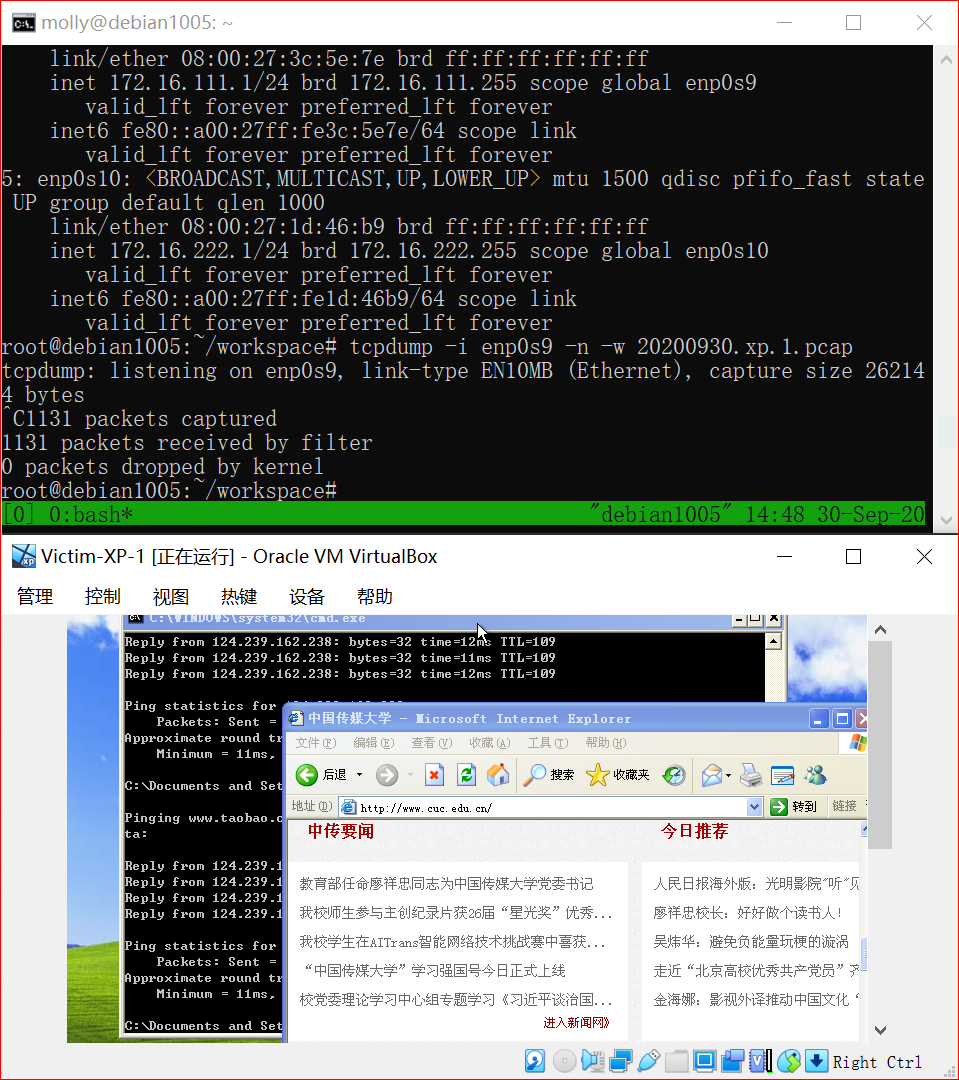 molly@debian1005: ~
link/ether 08:00:27:3c:5e:7e brd ff:ff:ff:ff:ff:ff
inet 172.16.111.1/24 brd 172.16.111.255 scope global enp0s9
valid_lft forever preferred_lft forever
inet6 fe80::a00:27ff:fe3c:5e7e/64 scope link
valid_lft forever preferred_lft forever
5: enp0s10: <BROADCAST,MULTICAST,UP,LOWER_UP> mtu 1500 qdisc pfifo_fast state
UP group default qlen 1000
link/ether 08:00:27:1d:46:b9 brd ff:ff:ff:ff:ff:ff
inet 172.16.222.1/24 brd 172.16.222.255 scope global enp0s10
valid_lft forever preferred_lft forever
inet6 fe80::a00:27ff:fe1d:46b9/64 scope link
valid_lft forever preferred_lft forever
root@debian1005:~/workspace# tcpdump -i enp0s9 -n -w 20200930.xp.1.pcap
tcpdump: listening on enp0s9, link-type EN10MB (Ethernet), capture size 26214
4 bytes
^C1131 packets captured
1131 packets received by filter
0 packets dropped by kernel
root@debian1005:~/workspace#
[0] 0:bash* "debian1005" 14:48 30-Sep-20
Victim-XP-1 [正在运行] - Oracle VM VirtualBox
管理 控制 视图 热键 设备 帮助
C:\WINDOWS\system32\cmd.exe
Reply from 124.239.162.238: bytes=32 time=12ms TTL=109
Reply from 124.239.162.238: bytes=32 time=11ms TTL=109
Reply from 124.239.162.238: bytes=32 time=12ms TTL=109
Ping statistics for
Packets: Sent =
Approximate round tr
Minimum = 11ms,
C:\Documents and Set
Pinging www.taobao.c
ta:
Reply from 124.239.1
Reply from 124.239.1
Reply from 124.239.1
Reply from 124.239.1
Ping statistics for
Packets: Sent =
Approximate round tr
Minimum = 11ms,
C:\Documents and Set
中国传媒大学 - Microsoft Internet Explorer
文件(F) 编辑(E) 查看(V) 收藏(A) 工具(T) 帮助(H)
后退 搜索 收藏夹
地址(D) http://www.cuc.edu.cn/ 转到 链接
中传要闻
教育部任命廖祥忠同志为中国传媒大学党委书记
我校师生参与主创纪录片获26届“星光奖”优秀...
我校学生在AITrans智能网络技术挑战赛中喜获...
“中国传媒大学”学习强国号今日正式上线
校党委理论学习中心组专题学习《习近平谈治国...
进入新闻网》
今日推荐
人民日报海外版：光明影院"听"见
廖祥忠校长：好好做个读书人！
吴炜华：避免负能量玩梗的漩涡
走近“北京高校优秀共产党员”齐
金海娜：影视外译推动中国文化“
Right Ctrl